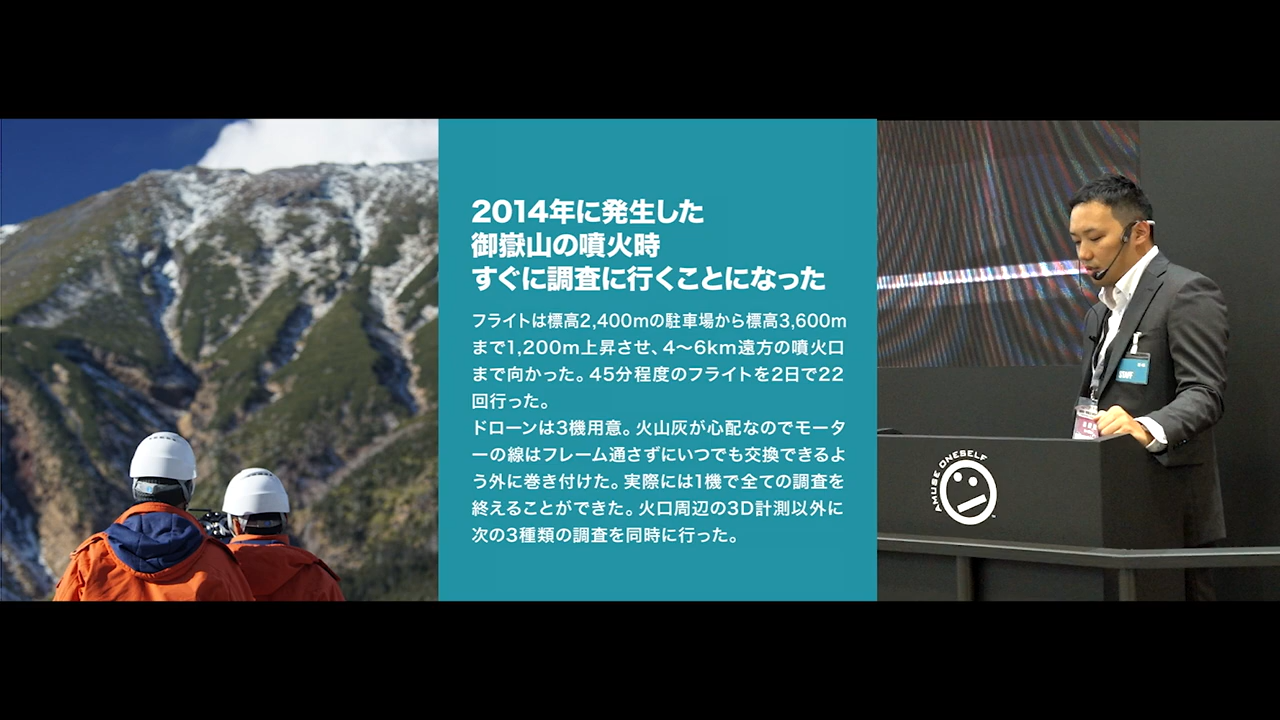 2014年に発生した
御嶽山の噴火時
すぐに調査に行くことになった
フライトは標高2,400mの駐車場から標高3,600m
まで1,200m上昇させ、4〜6km遠方の噴火口
まで向かった。45分程度のフライトを2日で22
回行った。
ドローンは3機用意。火山灰が心配なのでモータ
ーの線はフレーム通さずにいつでも交換できるよ
う外に巻き付けた。実際には1機で全ての調査を
終えることができた。火口周辺の3D計測以外に
次の3種類の調査を同時に行った。
STAFF
AMUSE ONESELF